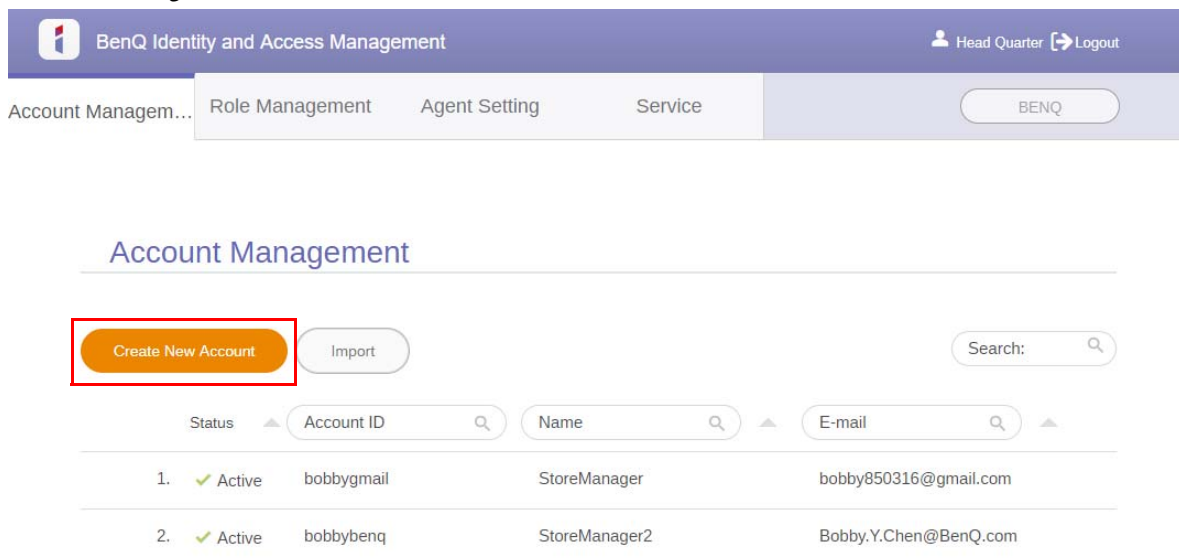 BenQ Identity and Access Management Head Quarter Logout
Account Managem... Role Management Agent Setting Service BENQ
Account Management
Create New Account Import Search:
Status Account ID Name E-mail
1. Active bobbygmail StoreManager bobby850316@gmail.com
2. Active bobbybenq StoreManager2 Bobby.Y.Chen@BenQ.com